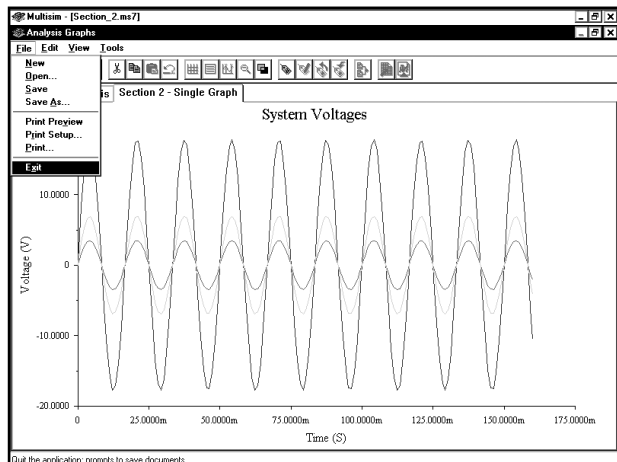 Multisim - [Section_2.ms7]
Analysis Graphs
File Edit View Tools
New
Open...
Save
Save As...
Print Preview
Print Setup...
Print...
Exit
is Section 2 - Single Graph
System Voltages
10.0000
0
-10.0000
-20.0000
Voltage (V)
0 25.0000m 50.0000m 75.0000m 100.0000m 125.0000m 150.0000m 175.0000m
Time (S)
Quit the application; prompts to save documents